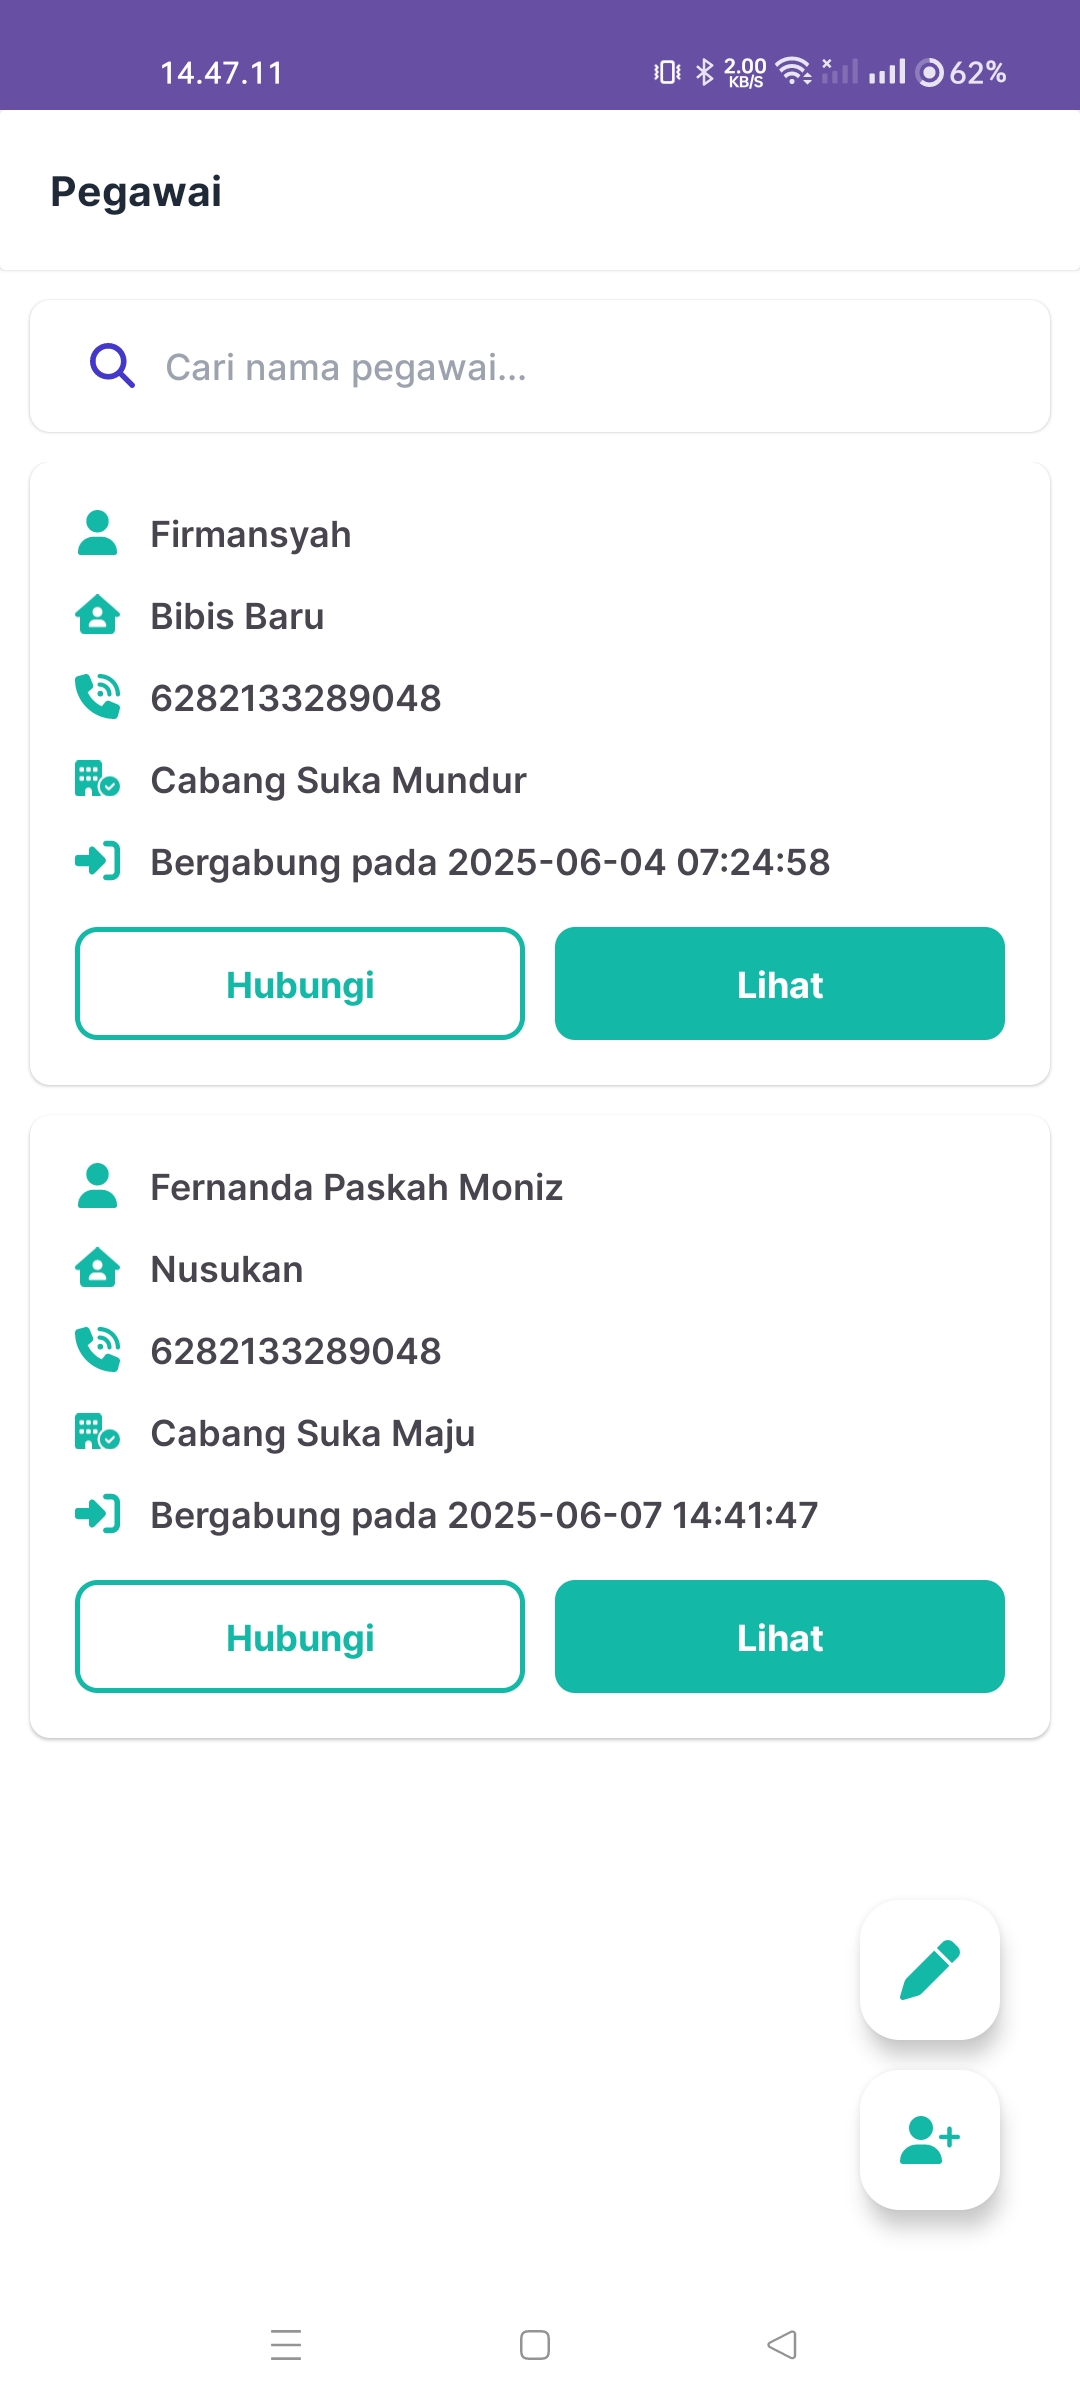 14.47.11
2.00
KB/S
62%
Pegawai
Cari nama pegawai...
Firmansyah
Bibis Baru
6282133289048
Cabang Suka Mundur
Bergabung pada 2025-06-04 07:24:58
Hubungi
Lihat
Fernanda Paskah Moniz
Nusukan
6282133289048
Cabang Suka Maju
Bergabung pada 2025-06-07 14:41:47
Hubungi
Lihat